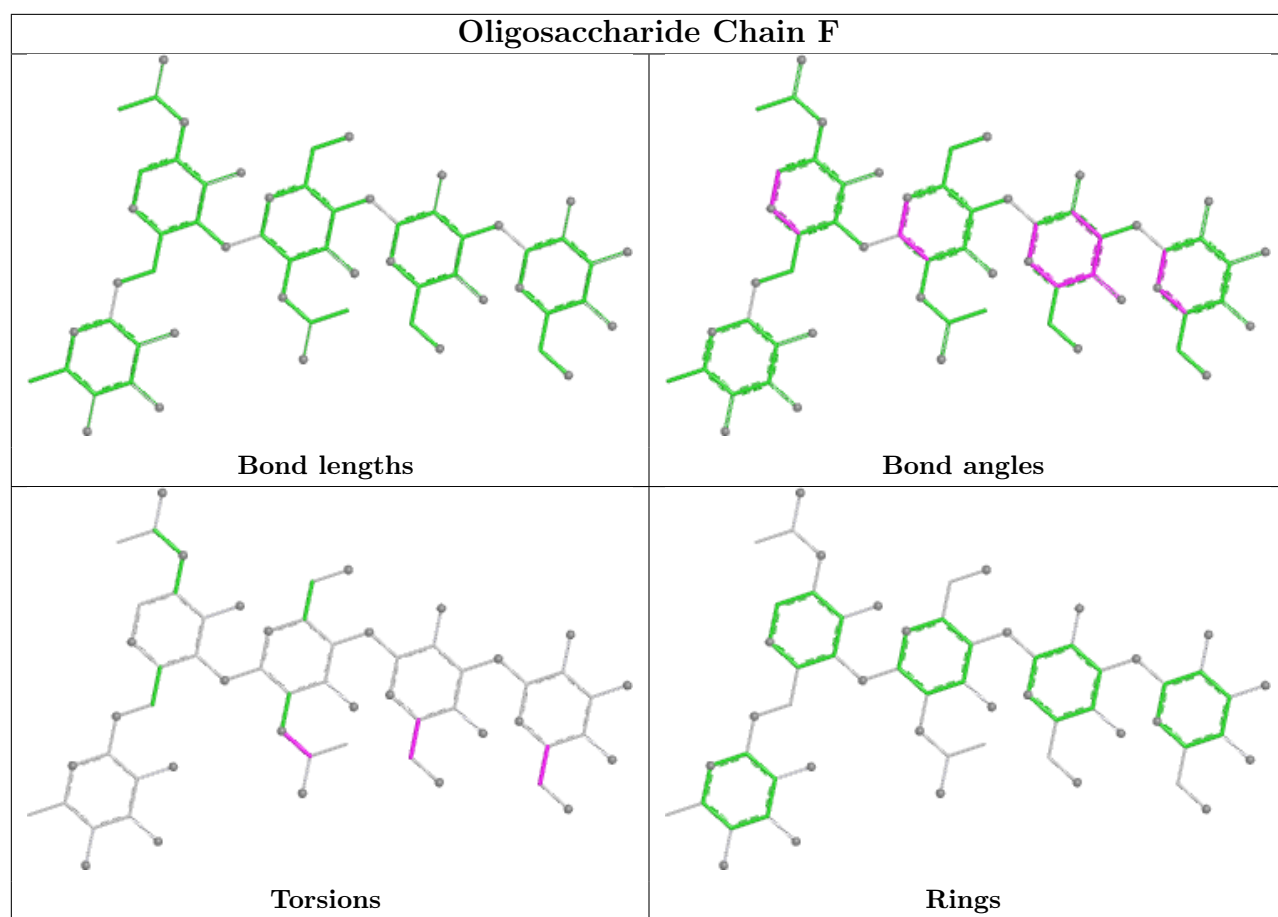 Oligosaccharide Chain F
Bond lengths
Bond angles
Torsions
Rings